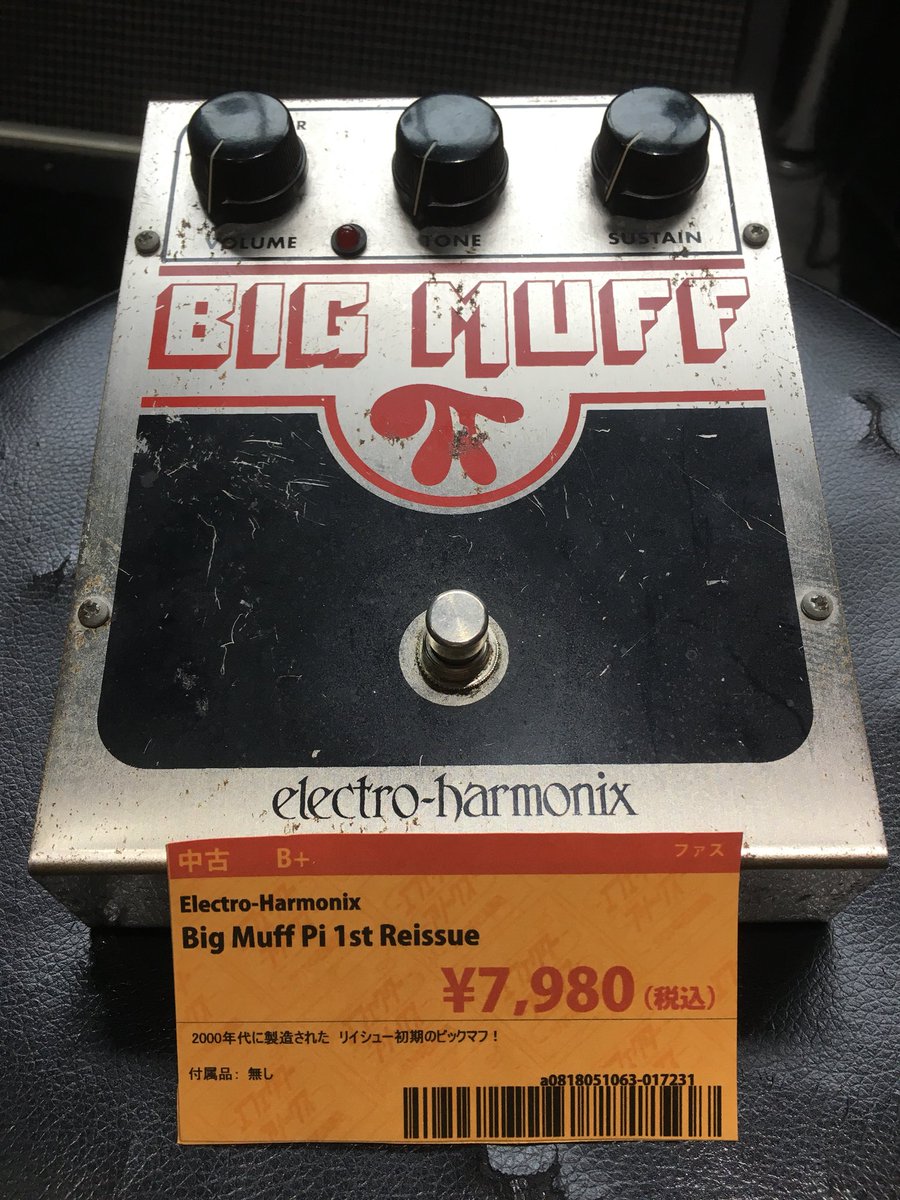 VOLUME
TONE
SUSTAIN
BIG MUFF
π
electro-harmonix
中古 B+
ファズ
Electro-Harmonix
Big Muff Pi 1st Reissue
¥7,980(税込)
2000年代に製造された リイシュー初期のビックマフ!
付属品: 無し
a0818051063-017231